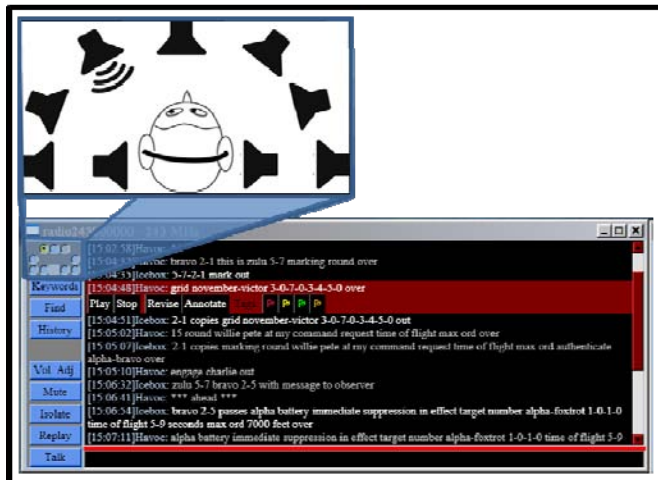 radio24
[15:02:58]Havoc:
Havoc: bravo 2-1 this is zulu 5-7 marking round over
[15:04:35]Icebox: 5-7-2-1 mark out
[15:04:48]Havoc: grid november-victor 3-0-7-0-3-4-5-0 over
Keywords
Play Stop Revise Annotate Tags
Find
[15:04:51]Icebox: 2-1 copies grid november-victor 3-0-7-0-3-4-5-0 out
History
[15:05:02]Havoc: 15 round willie pete at my command request time of flight max ord over
[15:05:07]Icebox: 2-1 copies marking round willie pete at my command request time of flight max ord authenticate
alpha-bravo over
Vol Adj
[15:05:10]Havoc: engage charlie out
[15:06:32]Icebox: zulu 5-7 bravo 2-5 with message to observer
Mute
[15:06:41]Havoc: *** ahead ***
Isolate
[15:06:54]Icebox: bravo 2-5 passes alpha battery immediate suppression in effect target number alpha-foxtrot 1-0-1-0
time of flight 5-9 seconds max ord 7000 feet over
Replay
[15:07:11]Havoc: alpha battery immediate suppression in effect target number alpha-foxtrot 1-0-1-0 time of flight 5-9
Talk